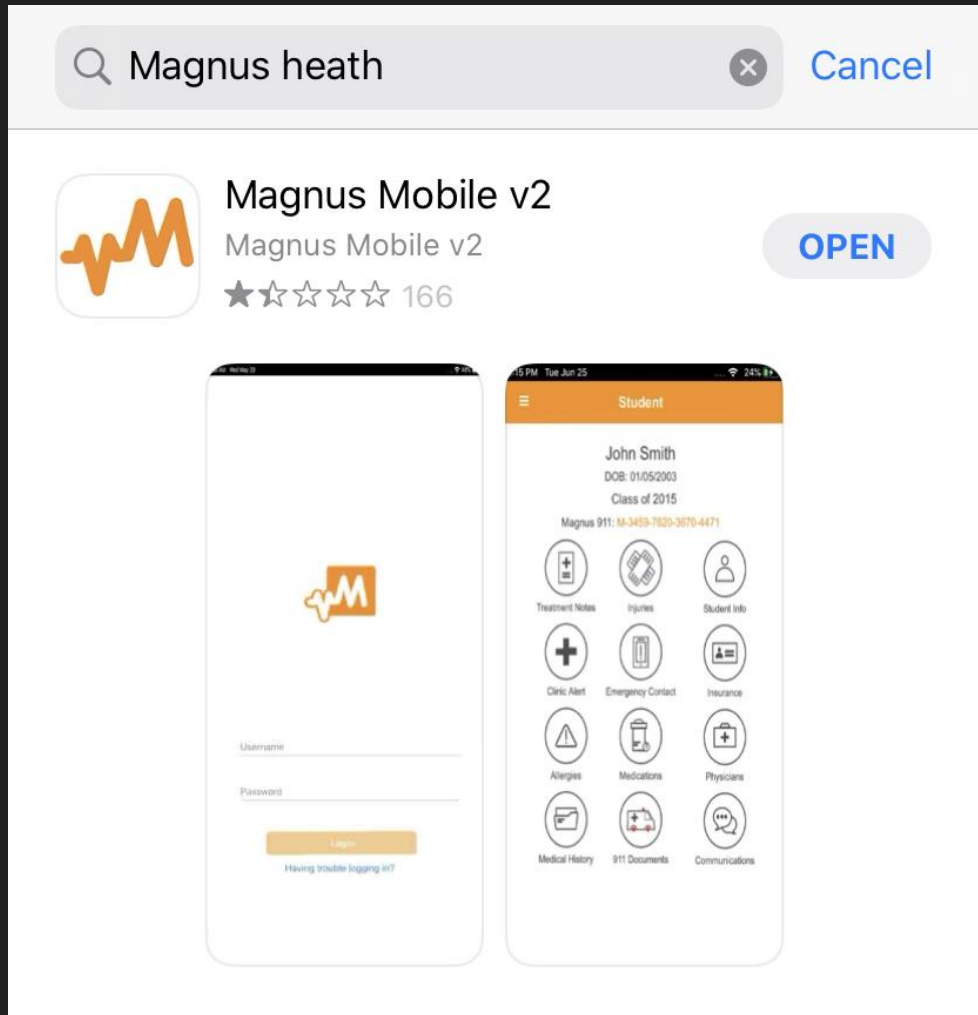 Magnus heath
Cancel
Magnus Mobile v2
Magnus Mobile v2
OPEN
166
Username
Password
Login
Having trouble logging in?
15 PM Tue Jun 25
24%
Student
John Smith
DOB: 01/05/2003
Class of 2015
Magnus 911: M-3459-7820-3670-4471
Treatment Notes
Injuries
Student Info
Clinic Alert
Emergency Contact
Insurance
Allergies
Medications
Physicians
Medical History
911 Documents
Communications